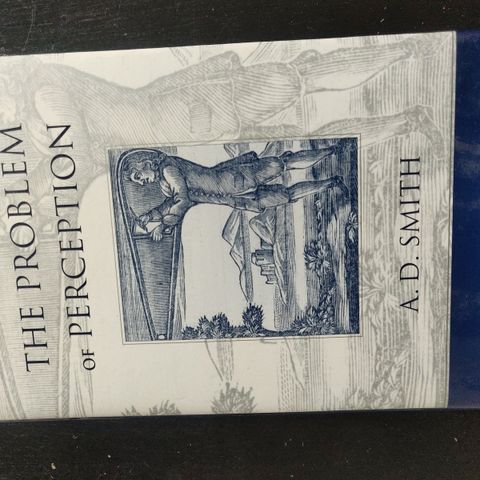 THE PROBLEM
OF PERCEPTION
A. D. SMITH